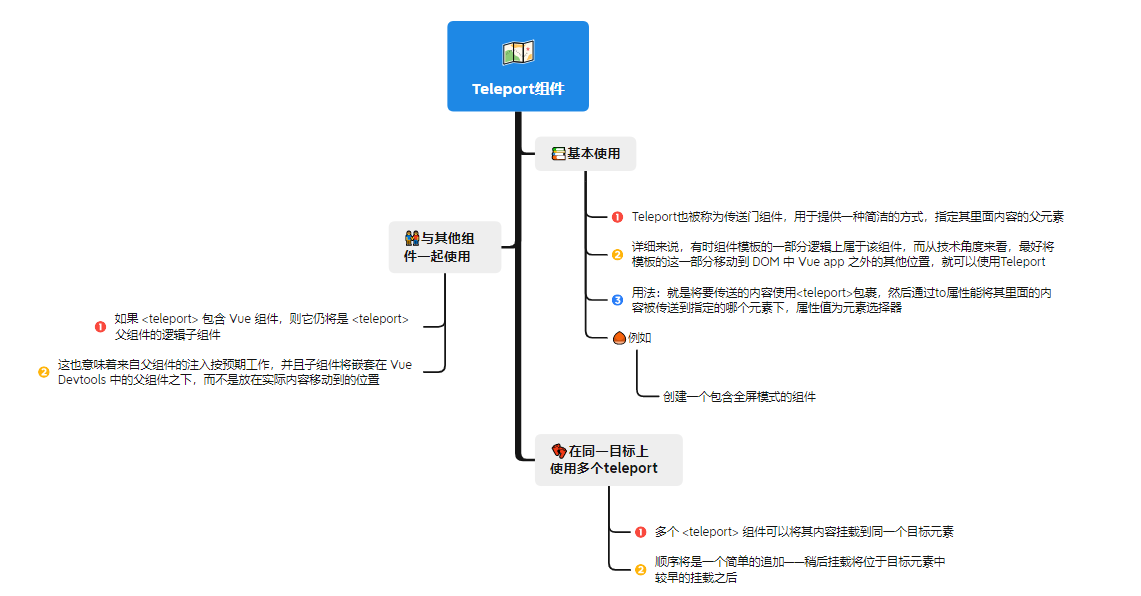 Teleport组件
基本使用
Teleport也被称为传送门组件，用于提供一种简洁的方式，指定其里面内容的父元素
详细来说，有时组件模板的一部分逻辑上属于该组件，而从技术角度来看，最好将
模板的这一部分移动到 DOM 中 Vue app 之外的其他位置，就可以使用Teleport
用法：就是将要传送的内容使用<teleport>包裹，然后通过to属性能将其里面的内
容被传送到指定的哪个元素下，属性值为元素选择器
例如
创建一个包含全屏模式的组件
与其他组
件一起使用
如果 <teleport> 包含 Vue 组件，则它仍将是 <teleport>
父组件的逻辑子组件
这也意味着来自父组件的注入按预期工作，并且子组件将嵌套在 Vue
Devtools 中的父组件之下，而不是放在实际内容移动到的位置
在同一目标上
使用多个teleport
多个 <teleport> 组件可以将其内容挂载到同一个目标元素
顺序将是一个简单的追加——稍后挂载将位于目标元素中
较早的挂载之后